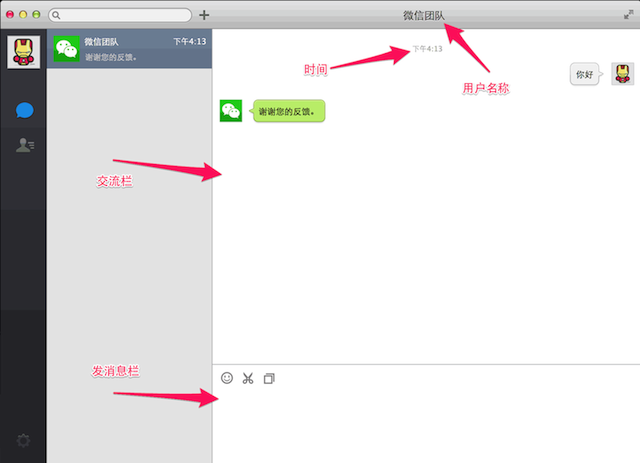 微信团队
微信团队 下午4:13
谢谢您的反馈。
时间
下午4:13
用户名称
你好
谢谢您的反馈。
交流栏
发消息栏